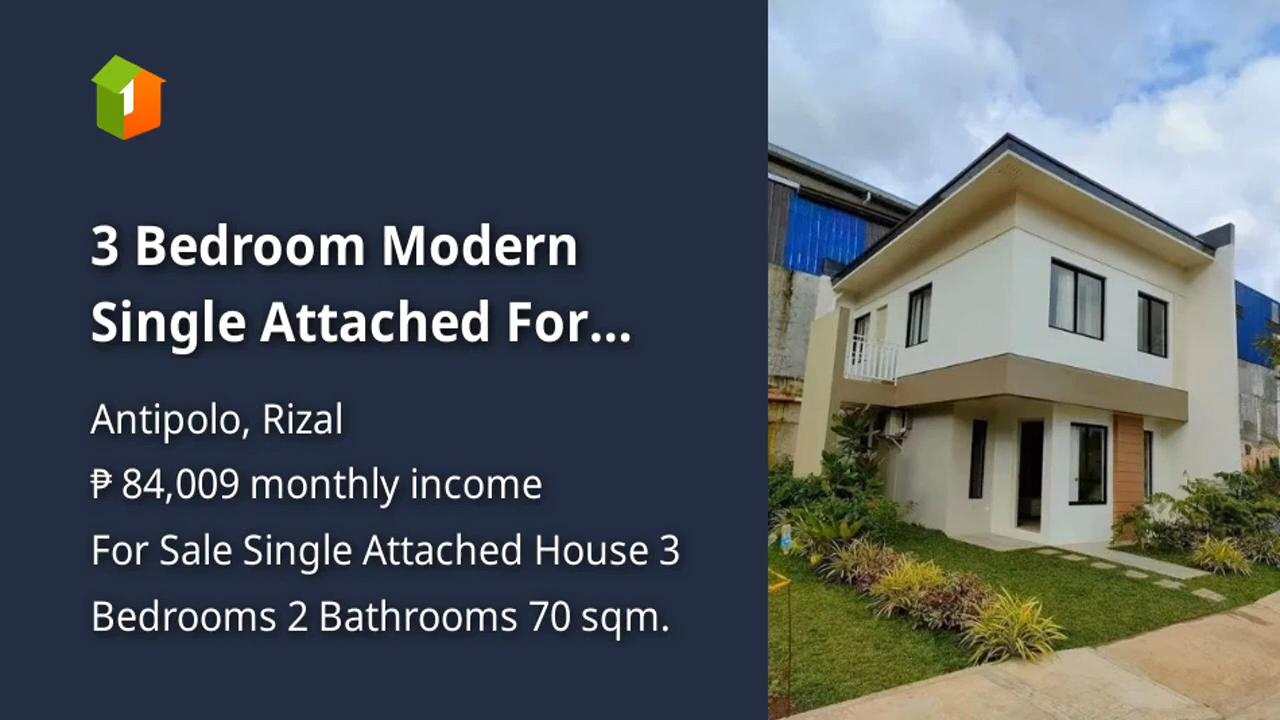 3 Bedroom Modern
Single Attached For...
Antipolo, Rizal
₱ 84,009 monthly income
For Sale Single Attached House 3
Bedrooms 2 Bathrooms 70 sqm.